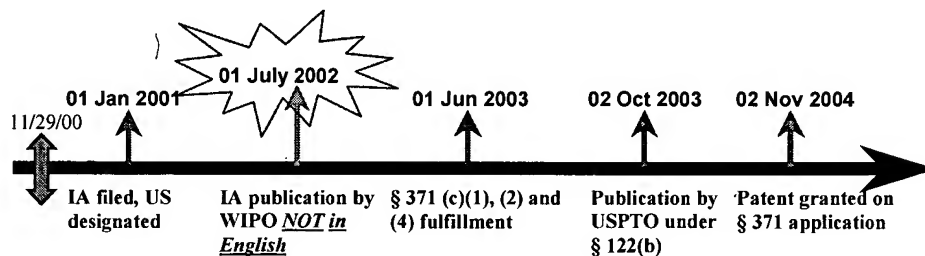 01 July 2002
01 Jan 2001
01 Jun 2003
02 Oct 2003
02 Nov 2004
11/29/00
IA filed, US
designated
IA publication by
WIPO NOT in
English
§ 371 (c)(1), (2) and
(4) fulfillment
Publication by
USPTO under
§ 122(b)
Patent granted on
§ 371 application